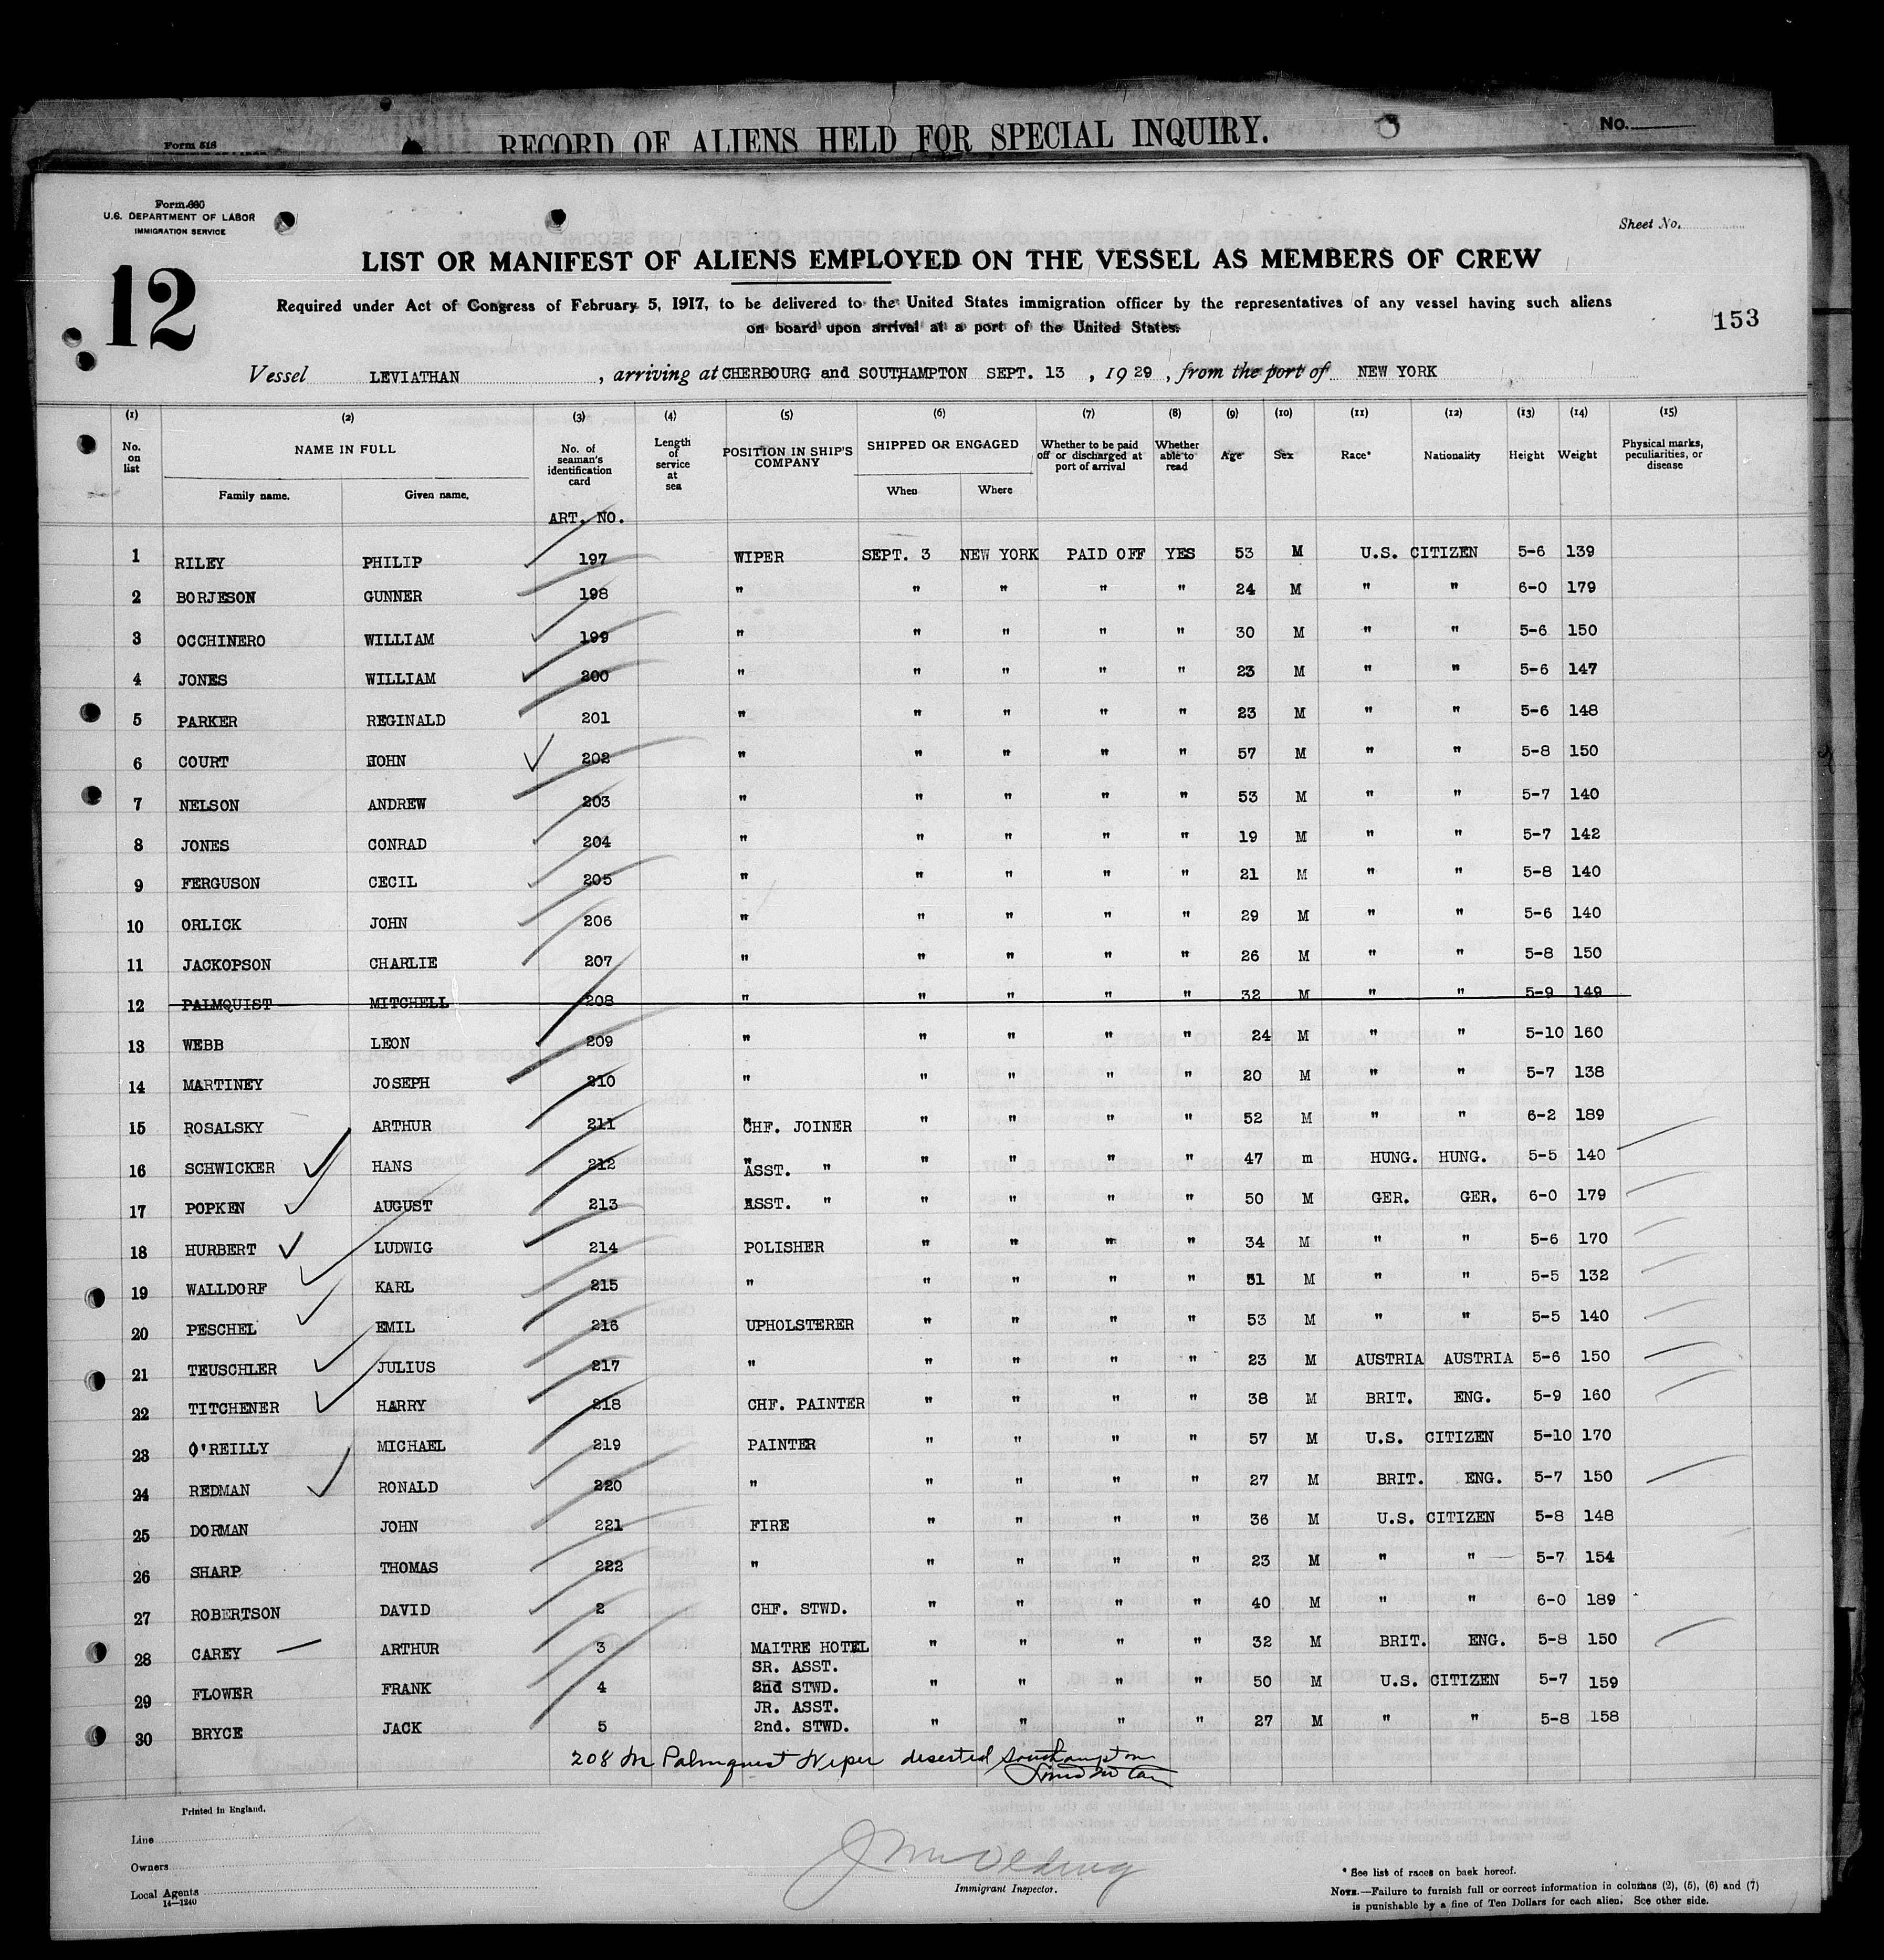 Form 518
RECORD OF ALIENS HELD FOR SPECIAL INQUIRY.
No.
Form 680
U.S. DEPARTMENT OF LABOR
IMMIGRATION SERVICE
Sheet No.
12
LIST OR MANIFEST OF ALIENS EMPLOYED ON THE VESSEL AS MEMBERS OF CREW
Required under Act of Congress of February 5, 1917, to be delivered to the United States immigration officer by the representatives of any vessel having such aliens
on board upon arrival at a port of the United States.
153
Vessel LEVIATHAN, arriving at CHERBOURG and SOUTHAMPTON SEPT. 13, 1929, from the port of NEW YORK
(1) (2) (3) (4) (5) (6) (7) (8) (9) (10) (11) (12) (13) (14) (15)
No. on list NAME IN FULL No. of seaman's identification card Length of service at sea POSITION IN SHIP'S COMPANY SHIPPED OR ENGAGED Whether to be paid off or discharged at port of arrival Whether able to read Age Sex Race* Nationality Height Weight Physical marks, peculiarities, or disease
Family name. Given name. When Where
ART. NO.
1 RILEY PHILIP 197 WIPER SEPT. 3 NEW YORK PAID OFF YES 53 M U.S. CITIZEN 5-6 139
2 BORJESON GUNNER 198 " " " " " 24 M " " 6-0 179
3 OCCHINERO WILLIAM 199 " " " " " 30 M " " 5-6 150
4 JONES WILLIAM 200 " " " " " 23 M " " 5-6 147
5 PARKER REGINALD 201 " " " " " 23 M " " 5-6 148
6 COURT HOHN 202 " " " " " 57 M " " 5-8 150
7 NELSON ANDREW 203 " " " " " 53 M " " 5-7 140
8 JONES CONRAD 204 " " " " " 19 M " " 5-7 142
9 FERGUSON CECIL 205 " " " " " 21 M " " 5-8 140
10 ORLICK JOHN 206 " " " " " 29 M " " 5-6 140
11 JACKOPSON CHARLIE 207 " " " " " 26 M " " 5-8 150
12 PALMQUIST MITCHELL 208 " " " " " 32 M " " 5-9 149
13 WEBB LEON 209 " " " " " 24 M " " 5-10 160
14 MARTINEY JOSEPH 210 " " " " " 20 M " " 5-7 138
15 ROSALSKY ARTHUR 211 CHF. JOINER " " " " 52 M " " 6-2 189
16 SCHWICKER HANS 212 ASST. " " " " " 47 m HUNG. HUNG. 5-5 140
17 POPKEN AUGUST 213 ASST. " " " " " 50 M GER. GER. 6-0 179
18 HURBERT LUDWIG 214 POLISHER " " " " 34 M " " 5-6 170
19 WALLDORF KARL 215 " " " " " 51 M " " 5-5 132
20 PESCHEL EMIL 216 UPHOLSTERER " " " " 53 M " " 5-5 140
21 TEUSCHLER JULIUS 217 " " " " " 23 M AUSTRIA AUSTRIA 5-6 150
22 TITCHENER HARRY 218 CHF. PAINTER " " " " 38 M BRIT. ENG. 5-9 160
23 O'REILLY MICHAEL 219 PAINTER " " " " 57 M U.S. CITIZEN 5-10 170
24 REDMAN RONALD 220 " " " " " 27 M BRIT. ENG. 5-7 150
25 DORMAN JOHN 221 FIRE " " " " 36 M U.S. CITIZEN 5-8 148
26 SHARP THOMAS 222 " " " " " 23 M " " 5-7 154
27 ROBERTSON DAVID 2 CHF. STWD. " " " " 40 M " " 6-0 189
28 CAREY ARTHUR 3 MAITRE HOTEL " " " " 32 M BRIT. ENG. 5-8 150
SR. ASST.
29 FLOWER FRANK 4 2nd STWD. " " " " 50 M U.S. CITIZEN 5-7 159
JR. ASST.
30 BRYCE JACK 5 2nd. STWD. " " " " 27 M " " 5-8 158
208 M Palmquist Wiper deserted Southampton
Printed in England.
Line
Owners
Local Agents
14—1240
Immigrant Inspector.
* See list of races on back hereof.
NOTE.—Failure to furnish full or correct information in columns (2), (5), (6) and (7)
is punishable by a fine of Ten Dollars for each alien. See other side.